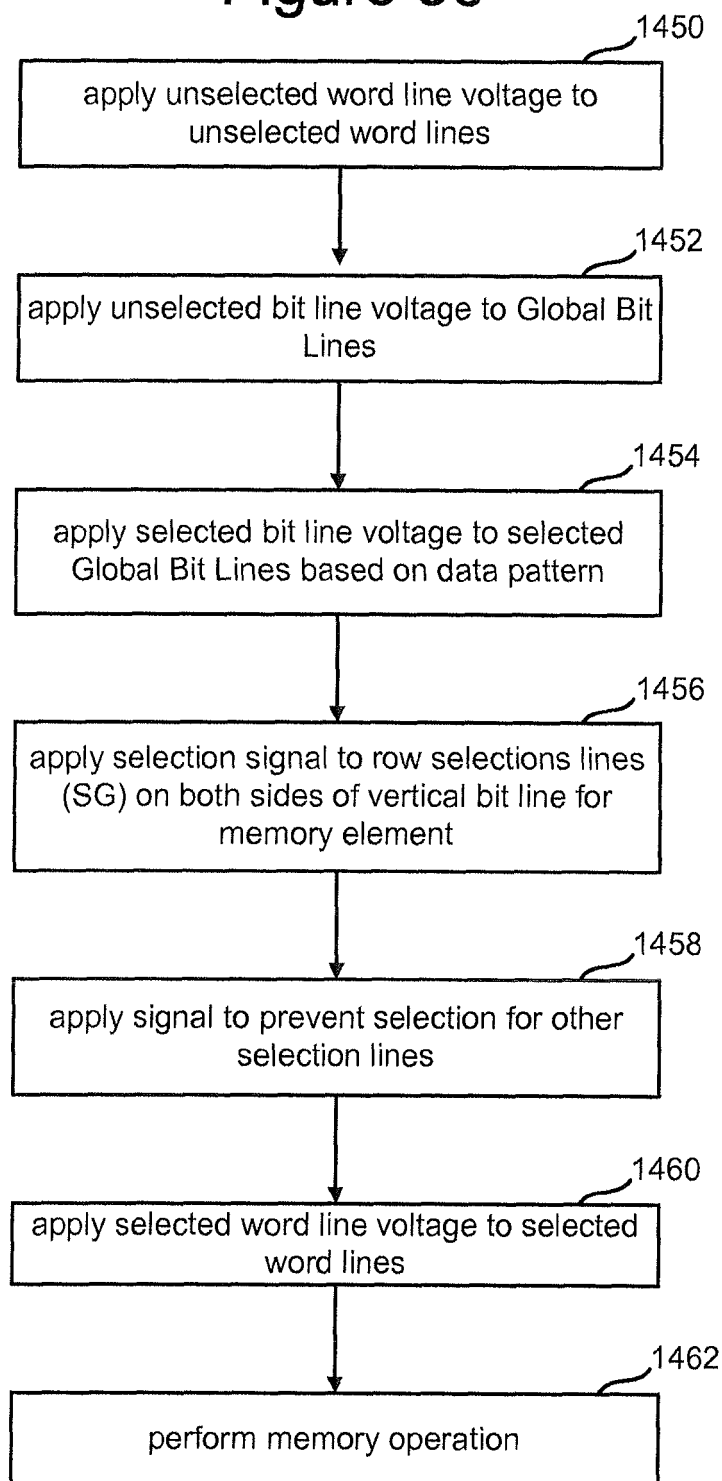 1450
apply unselected word line voltage to
unselected word lines
1452
apply unselected bit line voltage to Global Bit
Lines
1454
apply selected bit line voltage to selected
Global Bit Lines based on data pattern
1456
apply selection signal to row selections lines
(SG) on both sides of vertical bit line for
memory element
1458
apply signal to prevent selection for other
selection lines
1460
apply selected word line voltage to selected
word lines
1462
perform memory operation